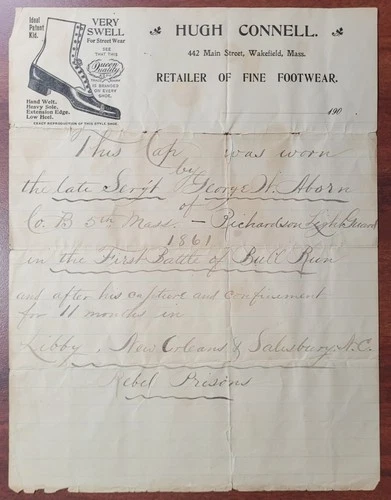 Ideal
Patent
Kid.
VERY
SWELL
For Street Wear
SEE
THAT
THIS
Queen
Quality
IS BRANDED
ON EVERY
SHOE.
Hand Welt.
Heavy Sole.
Extension Edge.
Low Heel.
EXACT REPRODUCTION OF THIS STYLE SHOE.
HUGH CONNELL.
442 Main Street, Wakefield, Mass.
RETAILER OF FINE FOOTWEAR.
190
This Cap was worn
by
the late Serg't George W. Aborn
of
Co. B 5th Mass. — Richardson Light Guard
1861
in the First Battle of Bull Run
and after his capture and confinement
for 11 months in
Libby, New Orleans & Salisbury N.C.
Rebel Prisons